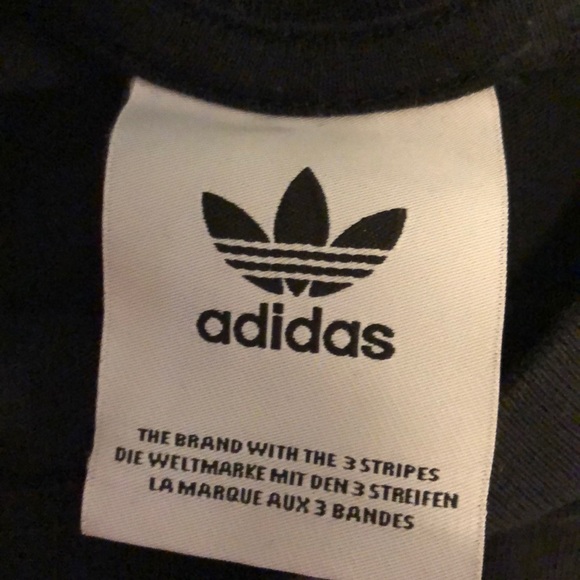 adidas
THE BRAND WITH THE 3 STRIPES
DIE WELTMARKE MIT DEN 3 STREIFEN
LA MARQUE AUX 3 BANDES